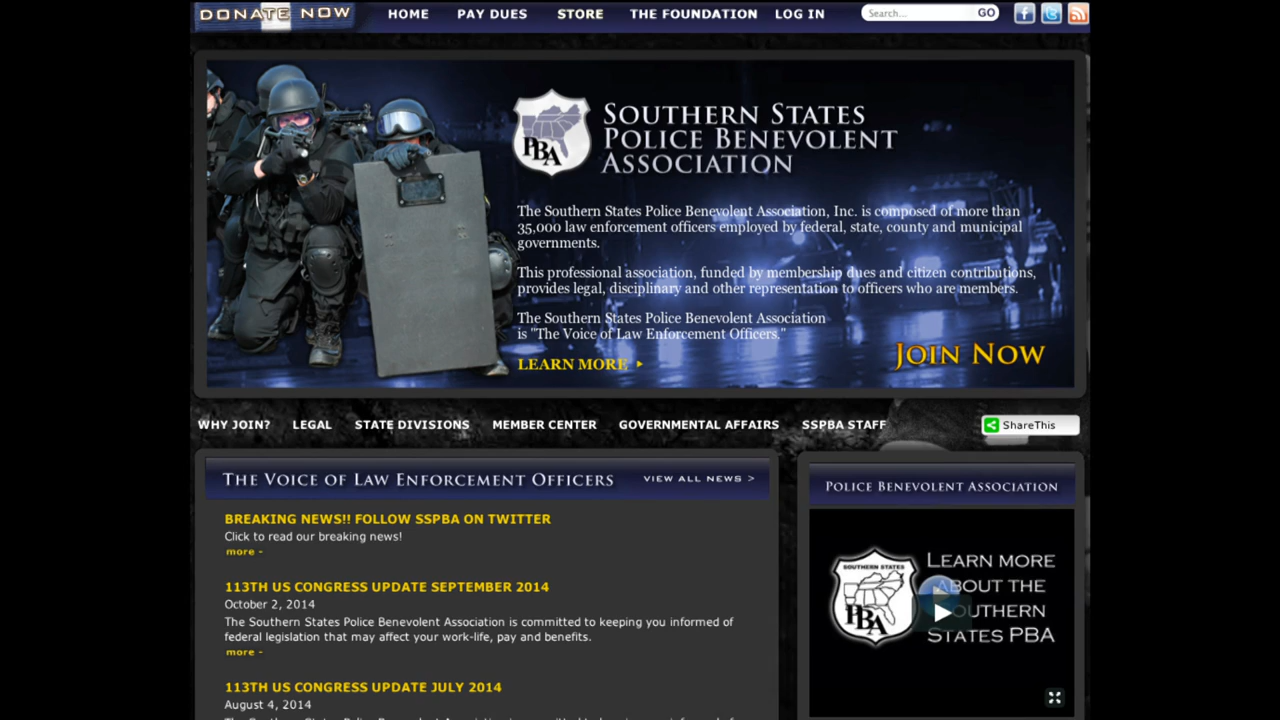 DONATE NOW
HOME PAY DUES STORE THE FOUNDATION LOG IN
Search... GO
SOUTHERN STATES
POLICE BENEVOLENT
ASSOCIATION
PBA
The Southern States Police Benevolent Association, Inc. is composed of more than
35,000 law enforcement officers employed by federal, state, county and municipal
governments.
This professional association, funded by membership dues and citizen contributions,
provides legal, disciplinary and other representation to officers who are members.
The Southern States Police Benevolent Association
is "The Voice of Law Enforcement Officers."
LEARN MORE
JOIN NOW
WHY JOIN? LEGAL STATE DIVISIONS MEMBER CENTER GOVERNMENTAL AFFAIRS SSPBA STAFF
ShareThis
THE VOICE OF LAW ENFORCEMENT OFFICERS
VIEW ALL NEWS >
BREAKING NEWS!! FOLLOW SSPBA ON TWITTER
Click to read our breaking news!
more -
113TH US CONGRESS UPDATE SEPTEMBER 2014
October 2, 2014
The Southern States Police Benevolent Association is committed to keeping you informed of
federal legislation that may affect your work-life, pay and benefits.
more -
113TH US CONGRESS UPDATE JULY 2014
August 4, 2014
POLICE BENEVOLENT ASSOCIATION
SOUTHERN STATES
PBA
LEARN MORE
ABOUT THE
SOUTHERN
STATES PBA